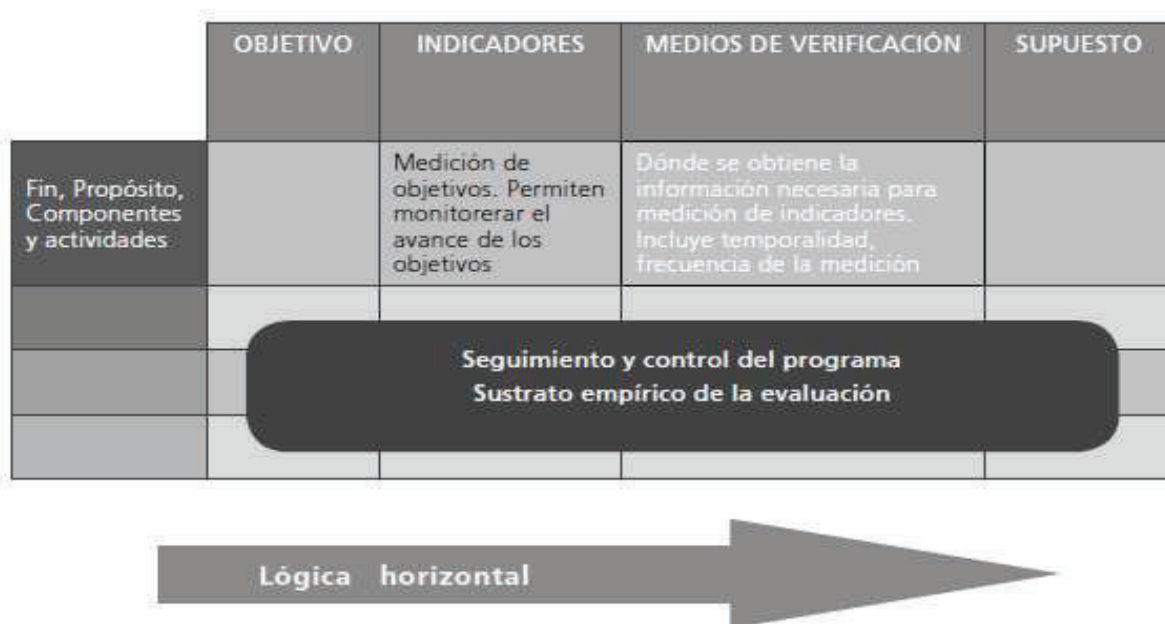 OBJETIVO INDICADORES MEDIOS DE VERIFICACIÓN SUPUESTO
Fin, Propósito,
Componentes
y actividades
Medición de
objetivos. Permiten
monitorerar el
avance de los
objetivos
Dónde se obtiene la
información necesaria para
medición de indicadores.
Incluye temporalidad,
frecuencia de la medición
Seguimiento y control del programa
Sustrato empírico de la evaluación
Lógica horizontal